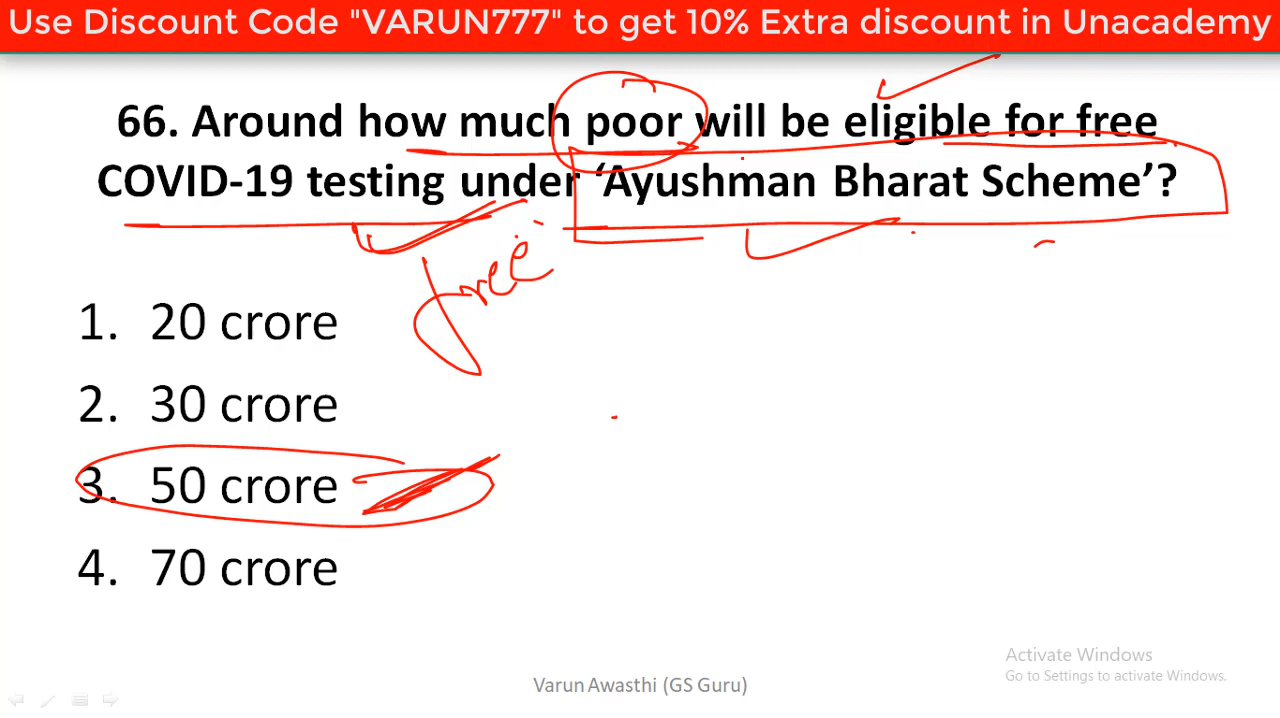 Use Discount Code "VARUN777" to get 10% Extra discount in Unacademy
66. Around how much poor will be eligible for free
COVID-19 testing under ‘Ayushman Bharat Scheme’?
free
1. 20 crore
2. 30 crore
3. 50 crore
4. 70 crore
Activate Windows
Go to Settings to activate Windows.
Varun Awasthi (GS Guru)